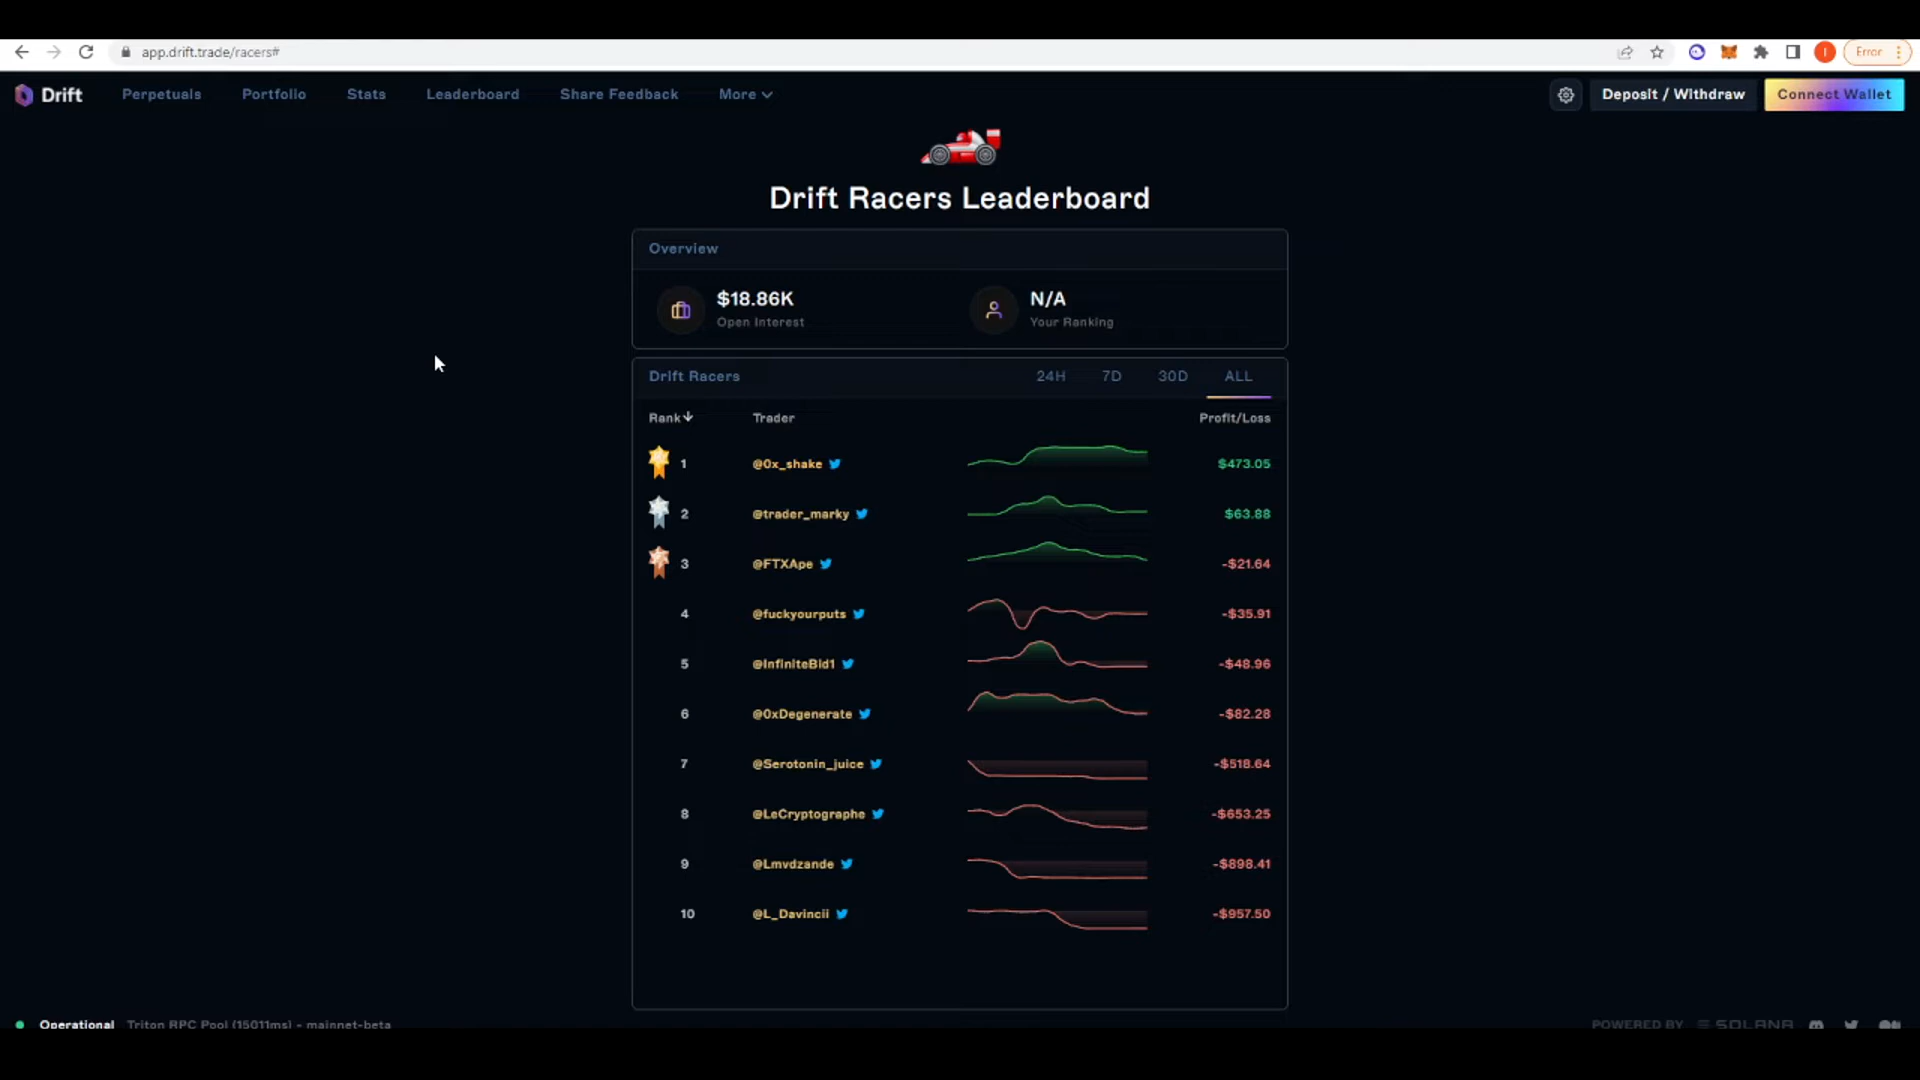 app.drift.trade/racers#
Error
Drift Perpetuals Portfolio Stats Leaderboard Share Feedback More Deposit / Withdraw Connect Wallet
Drift Racers Leaderboard
Overview
$18.86K N/A
Open Interest Your Ranking
Drift Racers 24H 7D 30D ALL
Rank Trader Profit/Loss
1 @0x_shake $473.05
2 @trader_marky $63.88
3 @FTXApe -$21.64
4 @fuckyourputs -$35.91
5 @InfiniteBid1 -$48.96
6 @0xDegenerate -$82.28
7 @Serotonin_juice -$518.64
8 @LeCryptographe -$653.25
9 @Lmvdzande -$898.41
10 @L_Davincii -$957.50
Operational Triton RPC Pool (15011ms) - mainnet-beta POWERED BY SOLANA